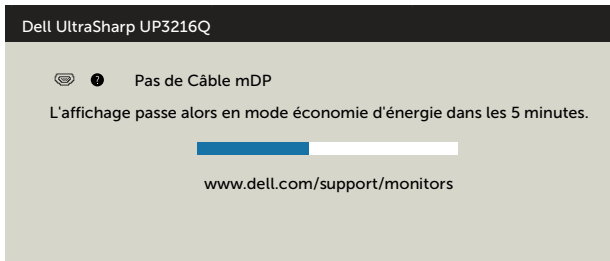 Dell UltraSharp UP3216Q
? Pas de Câble mDP
L'affichage passe alors en mode économie d'énergie dans les 5 minutes.
www.dell.com/support/monitors